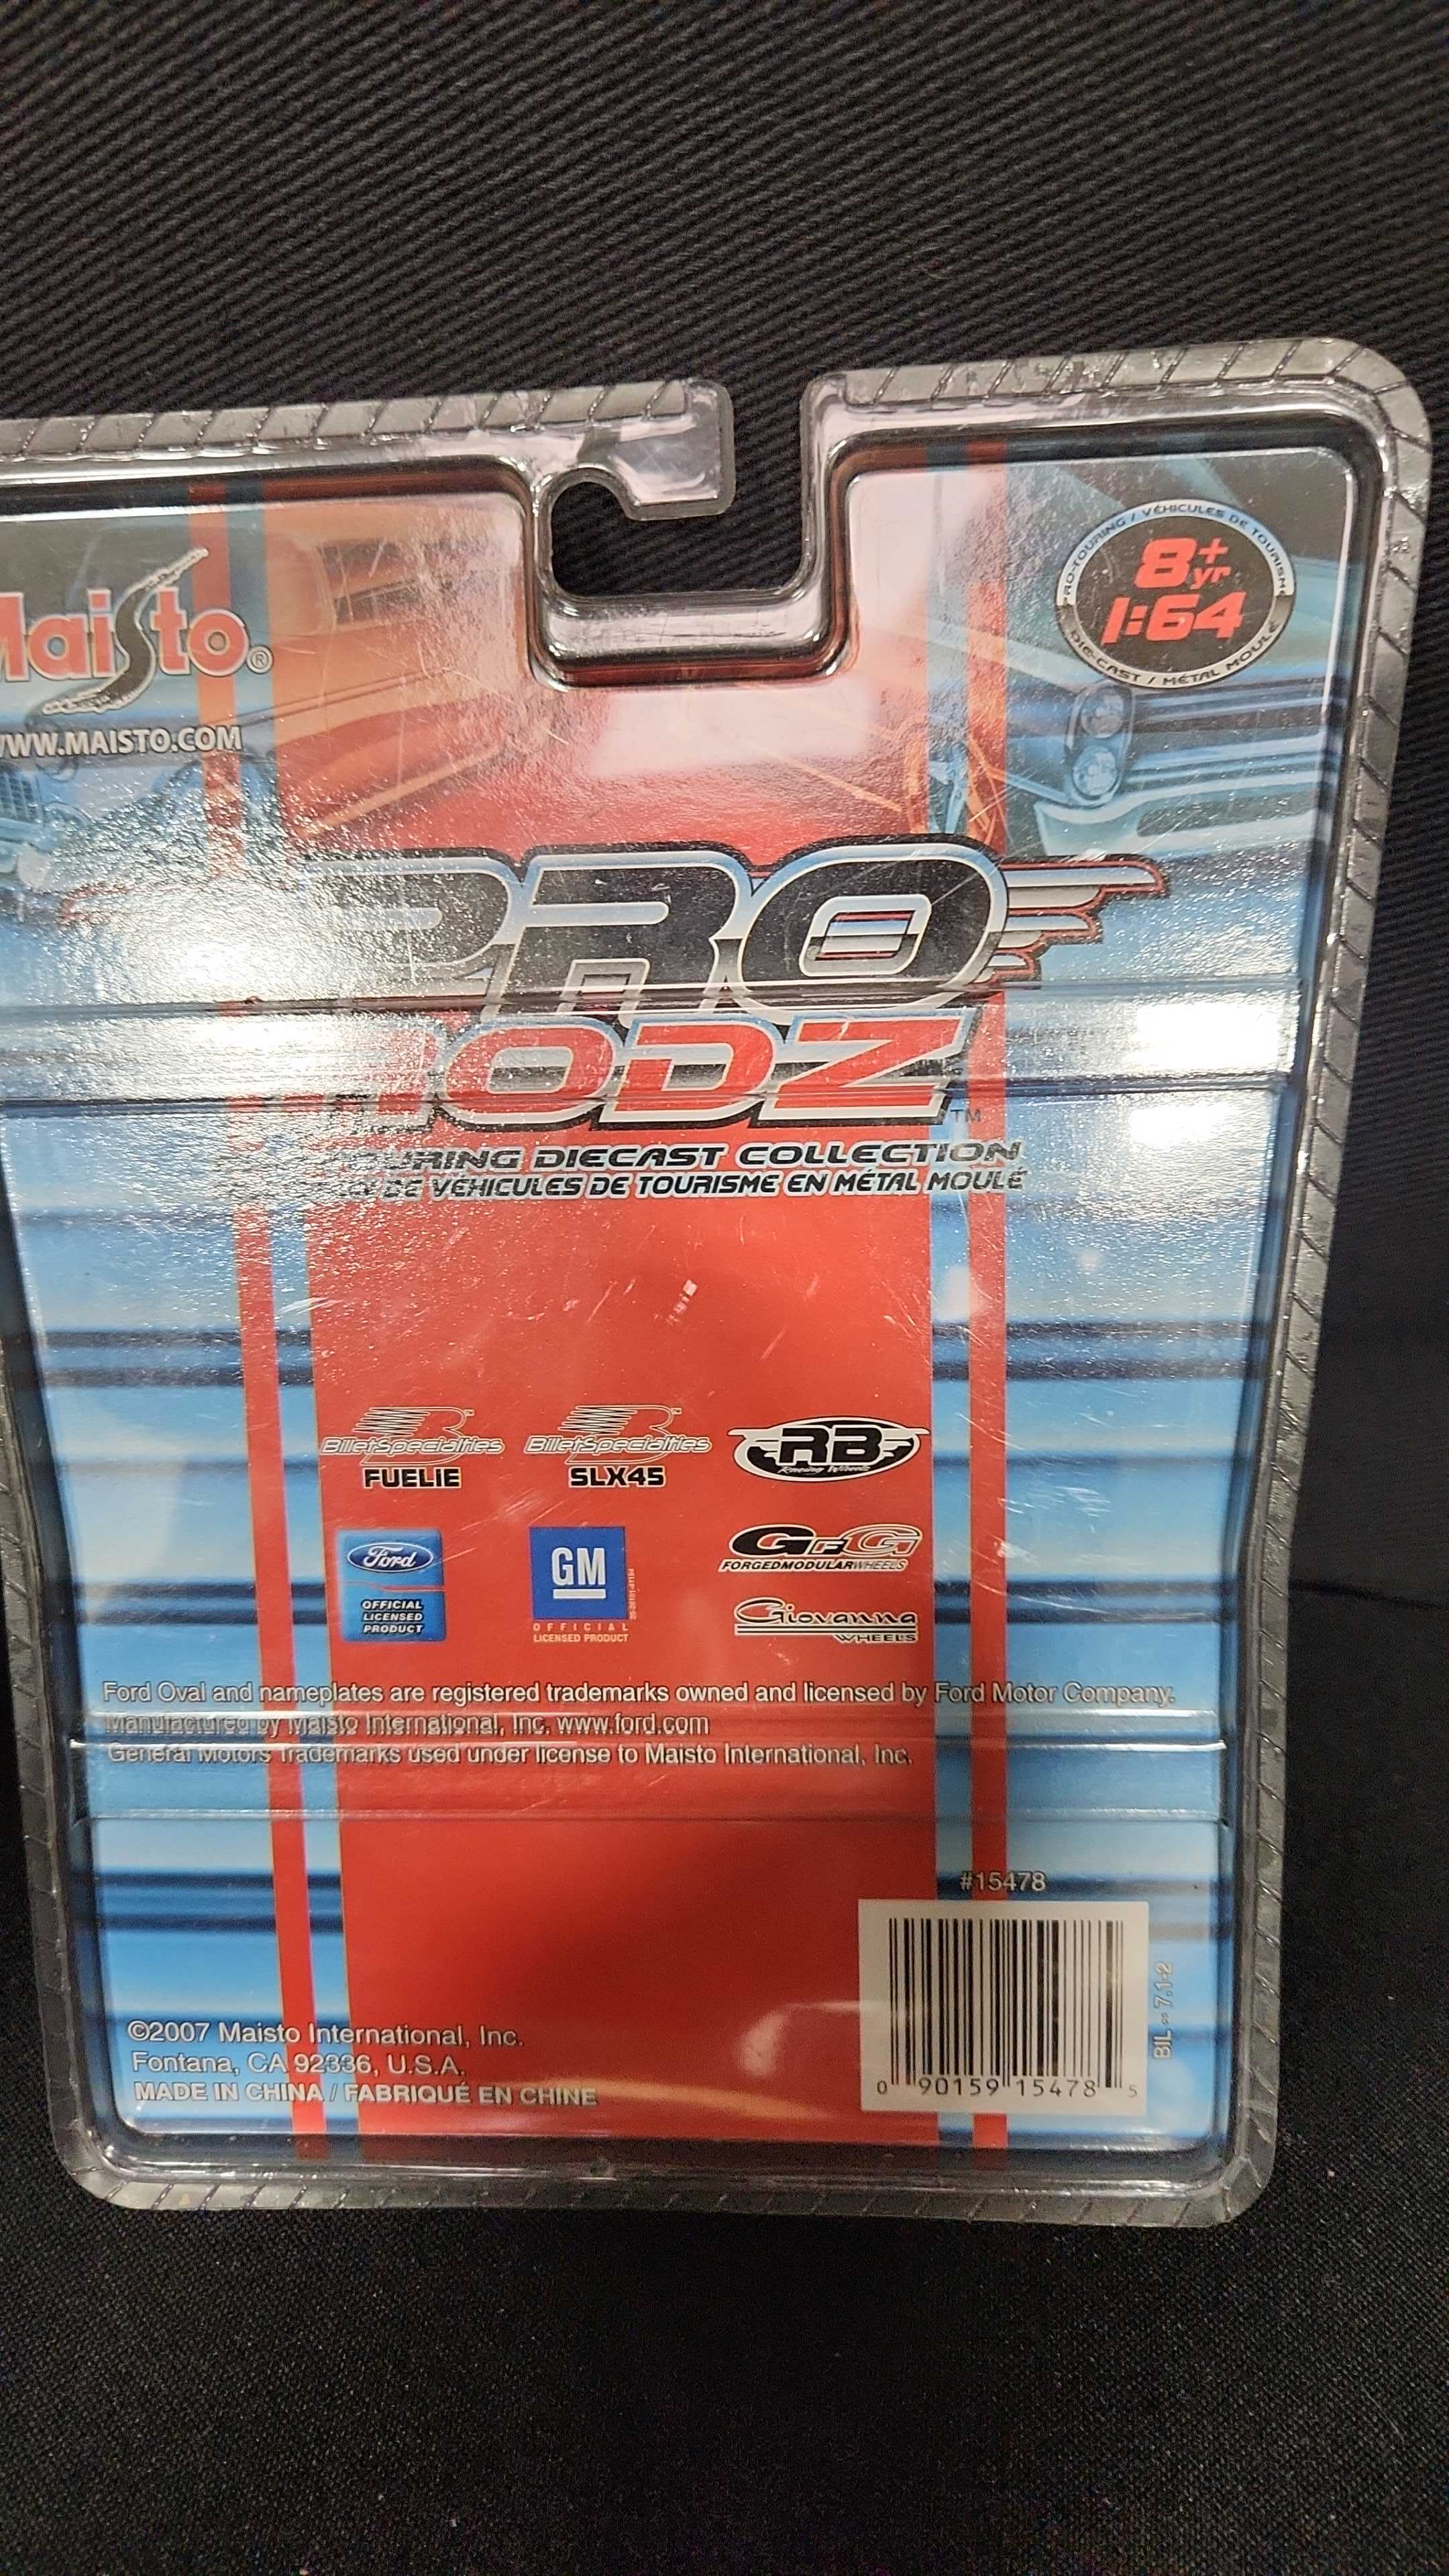 Maisto®
WWW.MAISTO.COM
PRO-TOURING / VÉHICULES DE TOURISME
8+
yr
1:64
DIE-CAST / MÉTAL MOULÉ
PRO
RODZ™
TOURING DIECAST COLLECTION
DE VÉHICULES DE TOURISME EN MÉTAL MOULÉ
BilletSpecialties
FUELIE
BilletSpecialties
SLX45
RB
Racing Wheels
Ford
OFFICIAL
LICENSED
PRODUCT
GM
OFFICIAL
LICENSED PRODUCT
GFG
FORGEDMODULARWHEELS
Giovanna
WHEELS
Ford Oval and nameplates are registered trademarks owned and licensed by Ford Motor Company.
Manufactured by Maisto International, Inc. www.ford.com
General Motors Trademarks used under license to Maisto International, Inc.
#15478
0 90159 15478 5
BIL -- 7.1-2
©2007 Maisto International, Inc.
Fontana, CA 92336, U.S.A.
MADE IN CHINA / FABRIQUÉ EN CHINE